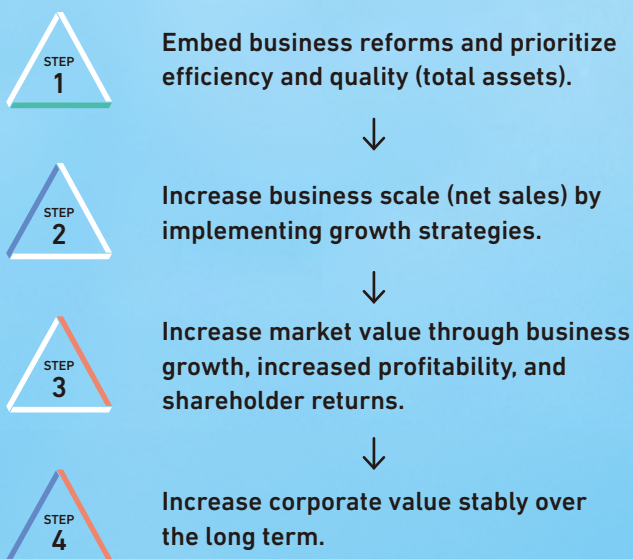 STEP
1
Embed business reforms and prioritize
efficiency and quality (total assets).
STEP
2
Increase business scale (net sales) by
implementing growth strategies.
STEP
3
Increase market value through business
growth, increased profitability, and
shareholder returns.
STEP
4
Increase corporate value stably over
the long term.